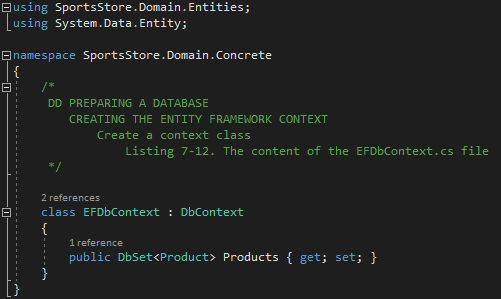 using SportsStore.Domain.Entities;
using System.Data.Entity;
namespace SportsStore.Domain.Concrete
{
/*
DD PREPARING A DATABASE
CREATING THE ENTITY FRAMEWORK CONTEXT
Create a context class
Listing 7-12. The content of the EFDbContext.cs file
*/
2 references
class EFDbContext : DbContext
{
1 reference
public DbSet<Product> Products { get; set; }
}
}